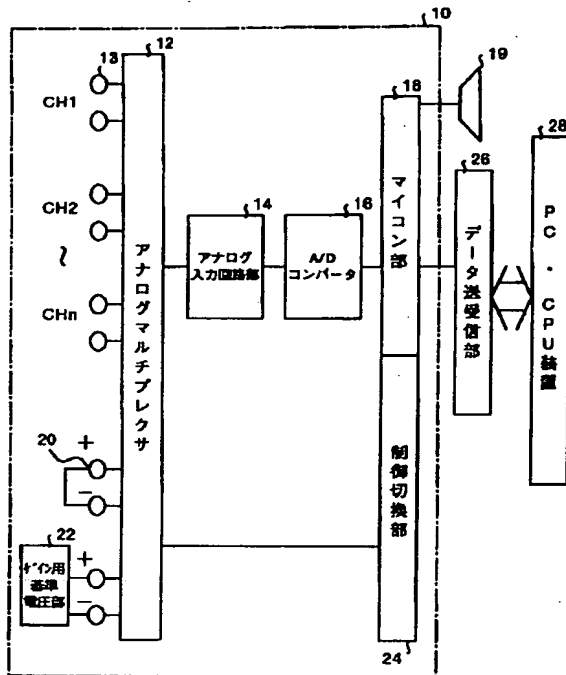 10
12
13
19
CH1
18
28
26
CH2
14
16
マイコン部
PC・CPU装置
データ送受信部
アナログマルチプレクサ
アナログ
入力回路部
A/D
コンバータ
~
CHn
+
20
−
制御切換部
22
ゲイン用
基準
電圧部
+
−
24